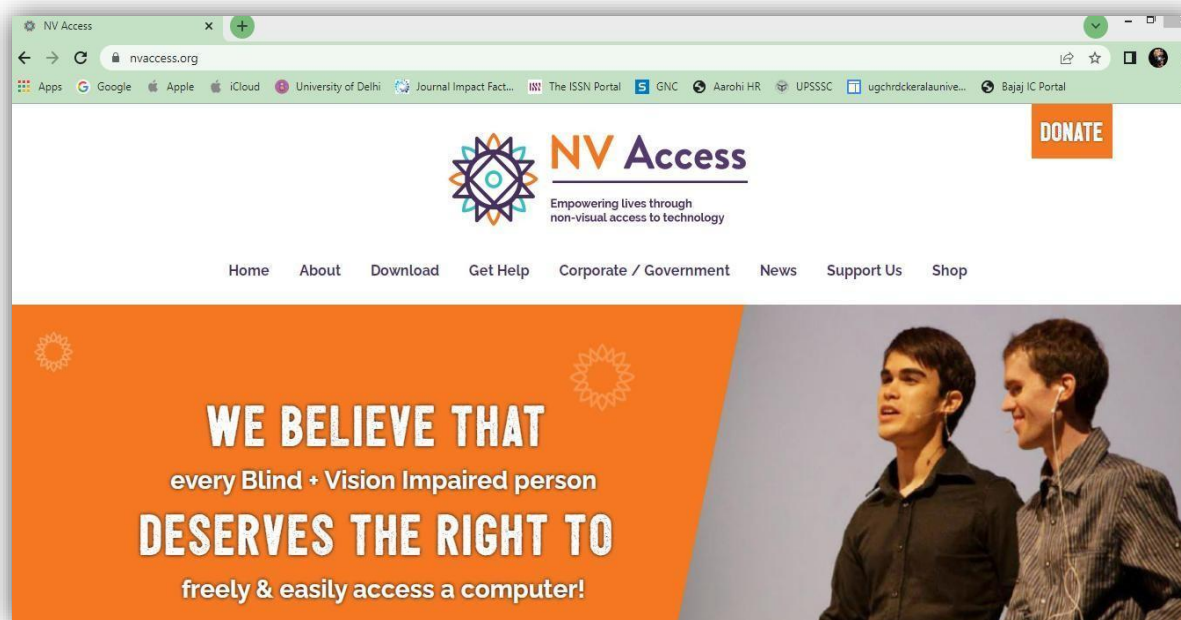 NV Access
nvaccess.org
Apps Google Apple iCloud University of Delhi Journal Impact Fact... The ISSN Portal GNC Aarohi HR UPSSSC ugchrdckeralaunive... Bajaj IC Portal
DONATE
NV Access
Empowering lives through
non-visual access to technology
Home About Download Get Help Corporate / Government News Support Us Shop
WE BELIEVE THAT
every Blind + Vision Impaired person
DESERVES THE RIGHT TO
freely & easily access a computer!